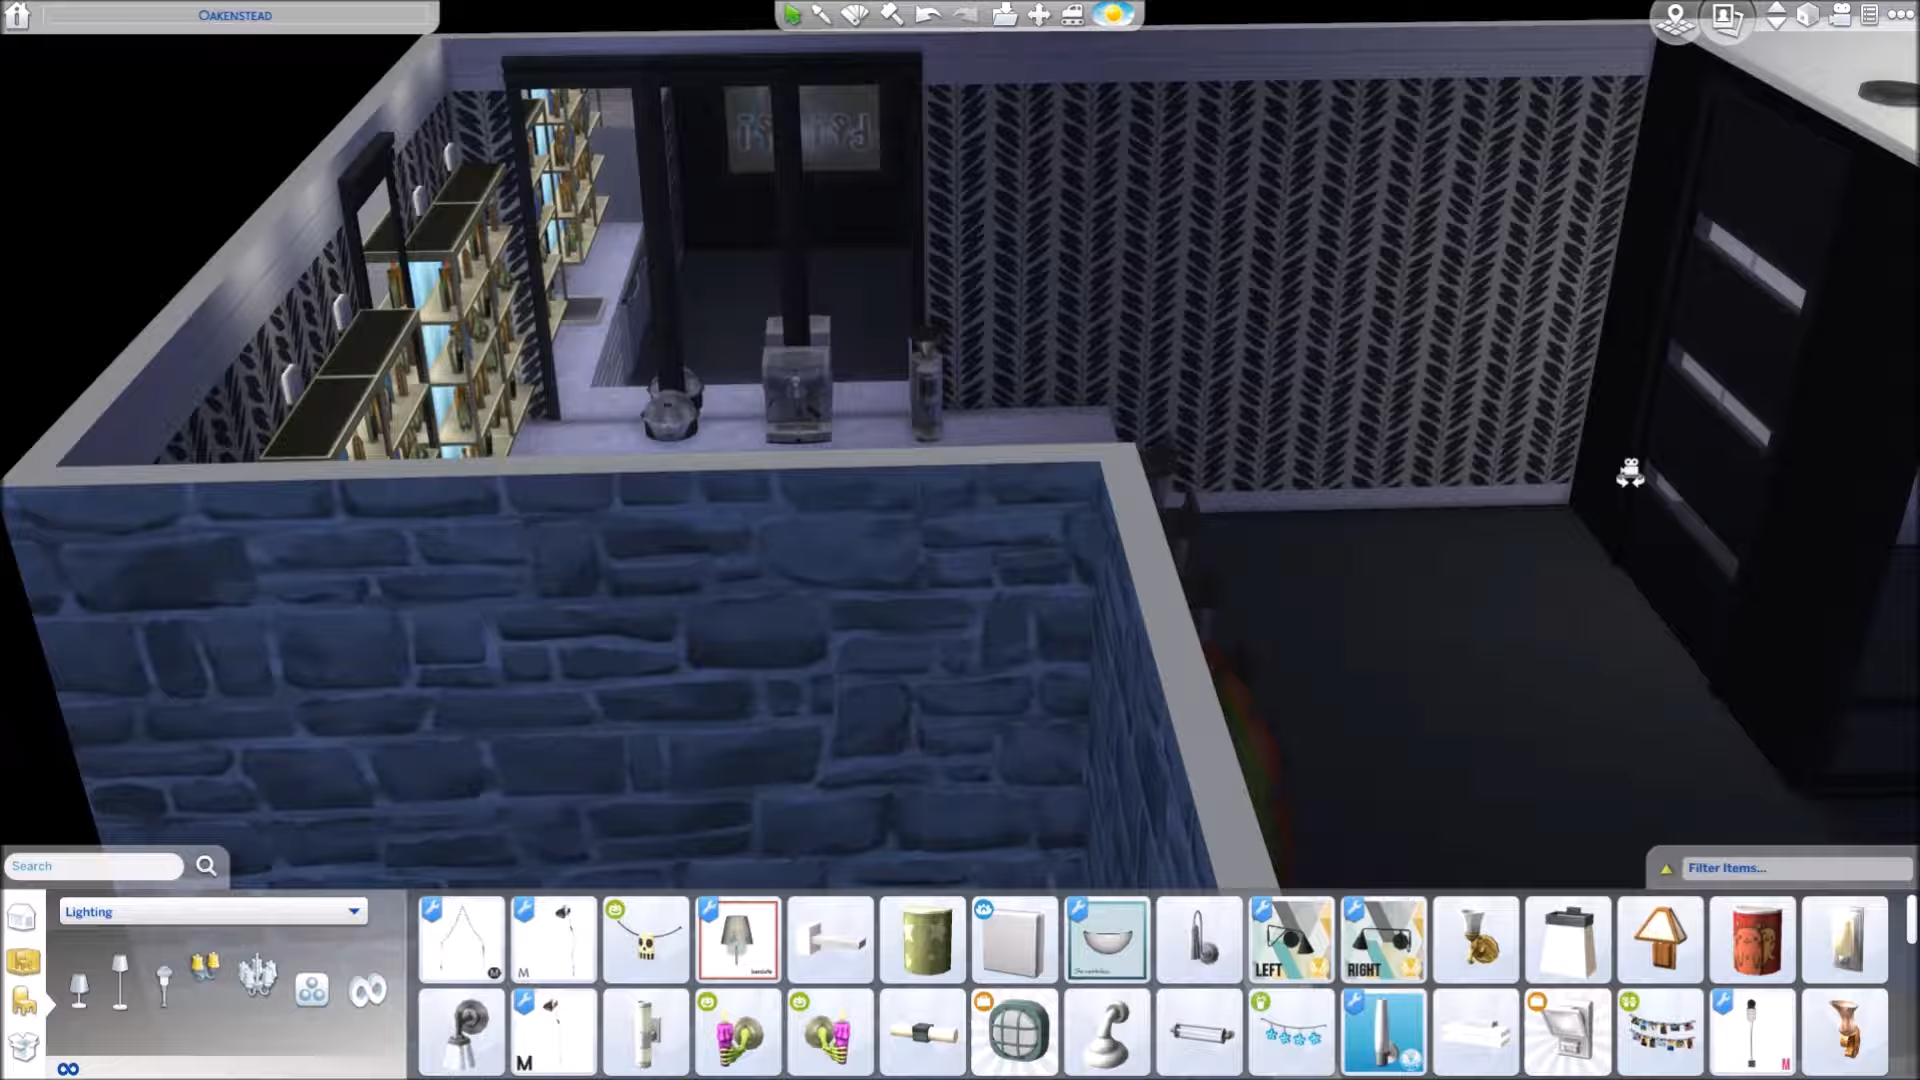 Oakenstead
Search
Filter Items...
Lighting
M
M
LEFT
RIGHT
M
M